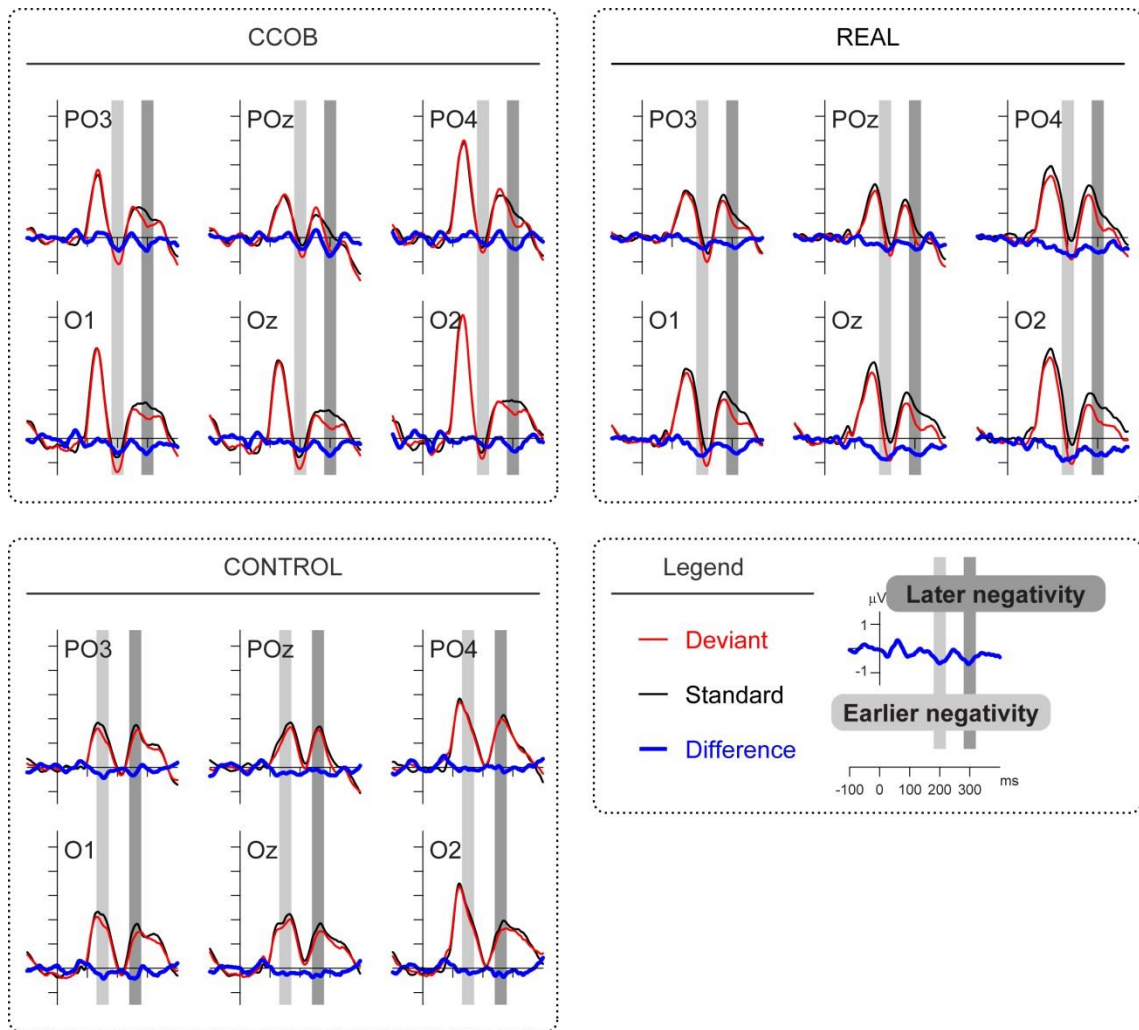 CCOB
PO3 POz PO4
O1 Oz O2
REAL
PO3 POz PO4
O1 Oz O2
CONTROL
PO3 POz PO4
O1 Oz O2
Legend
Deviant
Standard
Difference
μV
Later negativity
1
-1
Earlier negativity
-100 0 100 200 300 ms